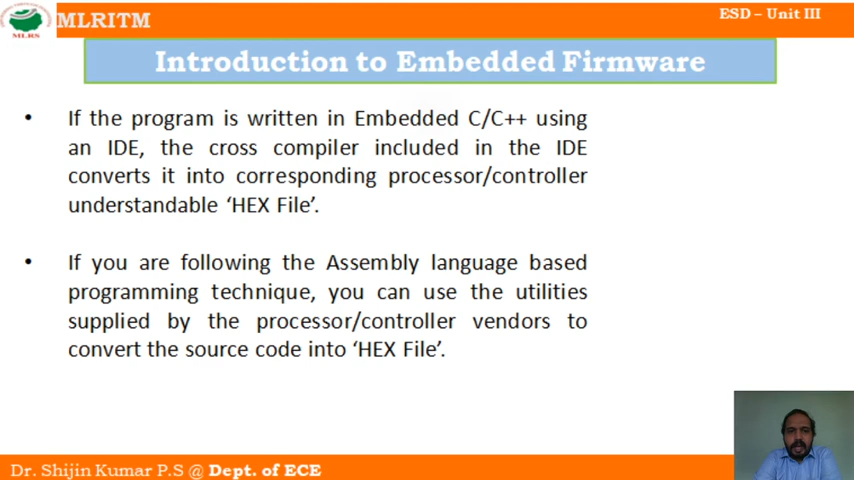 MLRITM
ESD – Unit III
MLRS
Introduction to Embedded Firmware
• If the program is written in Embedded C/C++ using
an IDE, the cross compiler included in the IDE
converts it into corresponding processor/controller
understandable ‘HEX File’.
• If you are following the Assembly language based
programming technique, you can use the utilities
supplied by the processor/controller vendors to
convert the source code into ‘HEX File’.
Dr. Shijin Kumar P.S @ Dept. of ECE